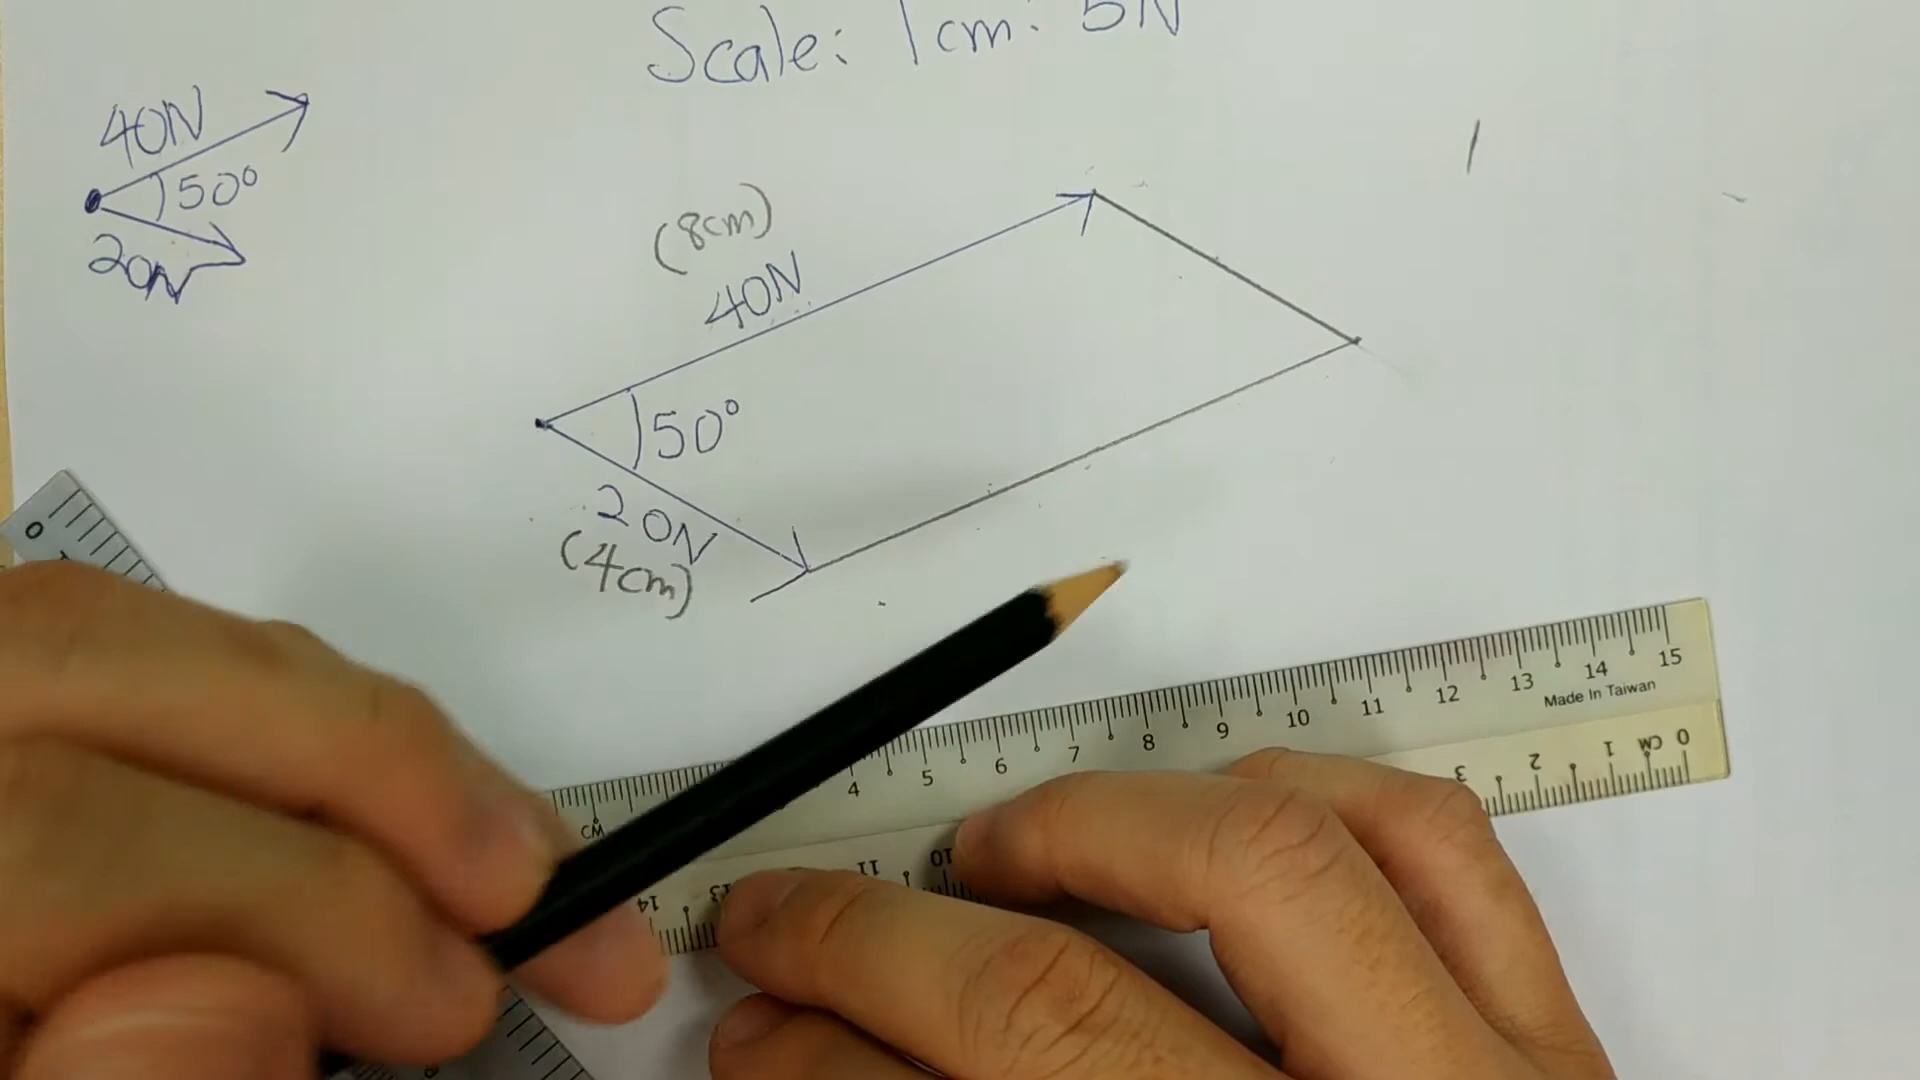 Scale: 1cm: 5N
40N
50°
20N
(8cm)
40N
50°
20N
(4cm)
CM 4 5 6 7 8 9 10 11 12 13 14 15
Made In Taiwan
0 CM 1 2 3 10 11 13 14
0